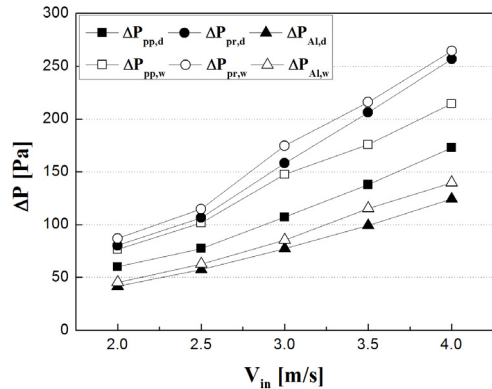 300
250
200
150
100
50
0
ΔP [Pa]
ΔPpp,d ΔPpr,d ΔPAl,d
ΔPpp,w ΔPpr,w ΔPAl,w
2.0 2.5 3.0 3.5 4.0
Vin [m/s]